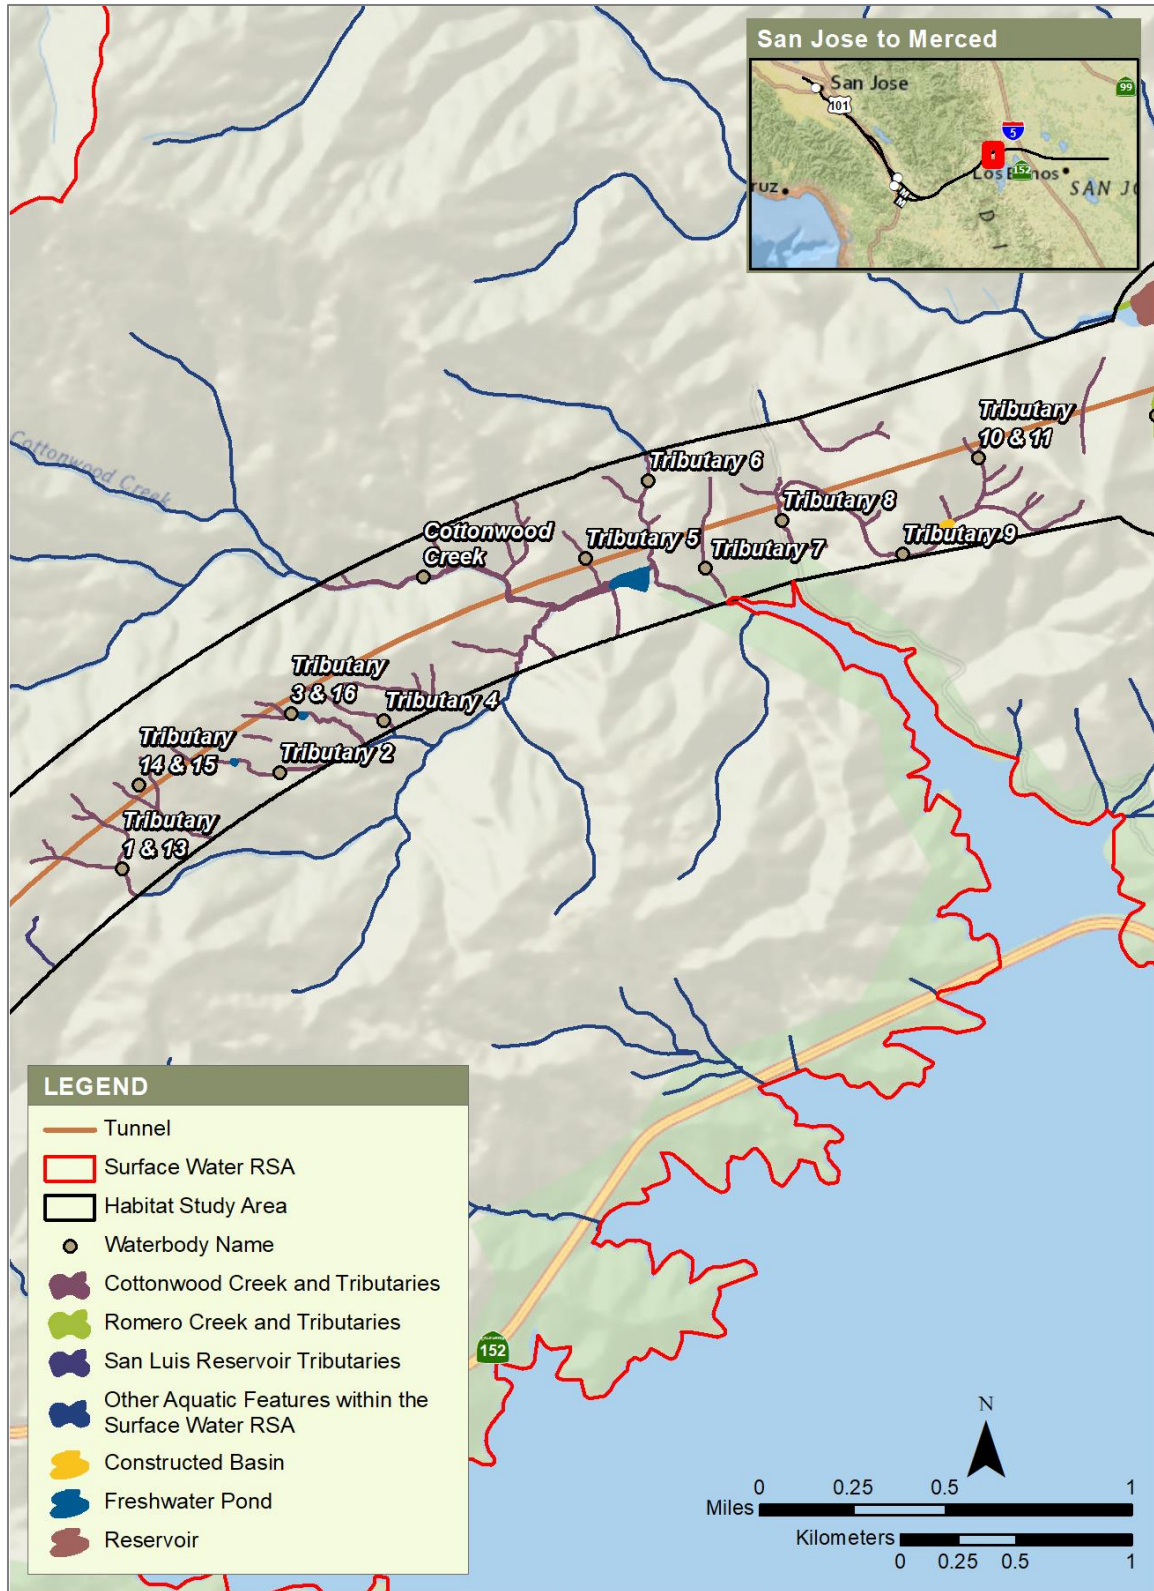 San Jose to Merced
San Jose
101
99
5
Los B
nos
152
ruz
SAN J
D I
M
M
Cottonwood Creek
Tributary
10 & 11
Tributary 6
Tributary 8
Cottonwood
Creek
Tributary 5
Tributary 7
Tributary 9
Tributary
3 & 16
Tributary 4
Tributary
14 & 15
Tributary 2
Tributary
1 & 13
152
LEGEND
Tunnel
Surface Water RSA
Habitat Study Area
Waterbody Name
Cottonwood Creek and Tributaries
Romero Creek and Tributaries
San Luis Reservoir Tributaries
Other Aquatic Features within the
Surface Water RSA
Constructed Basin
Freshwater Pond
Reservoir
N
0 0.25 0.5 1
Miles
Kilometers
0 0.25 0.5 1